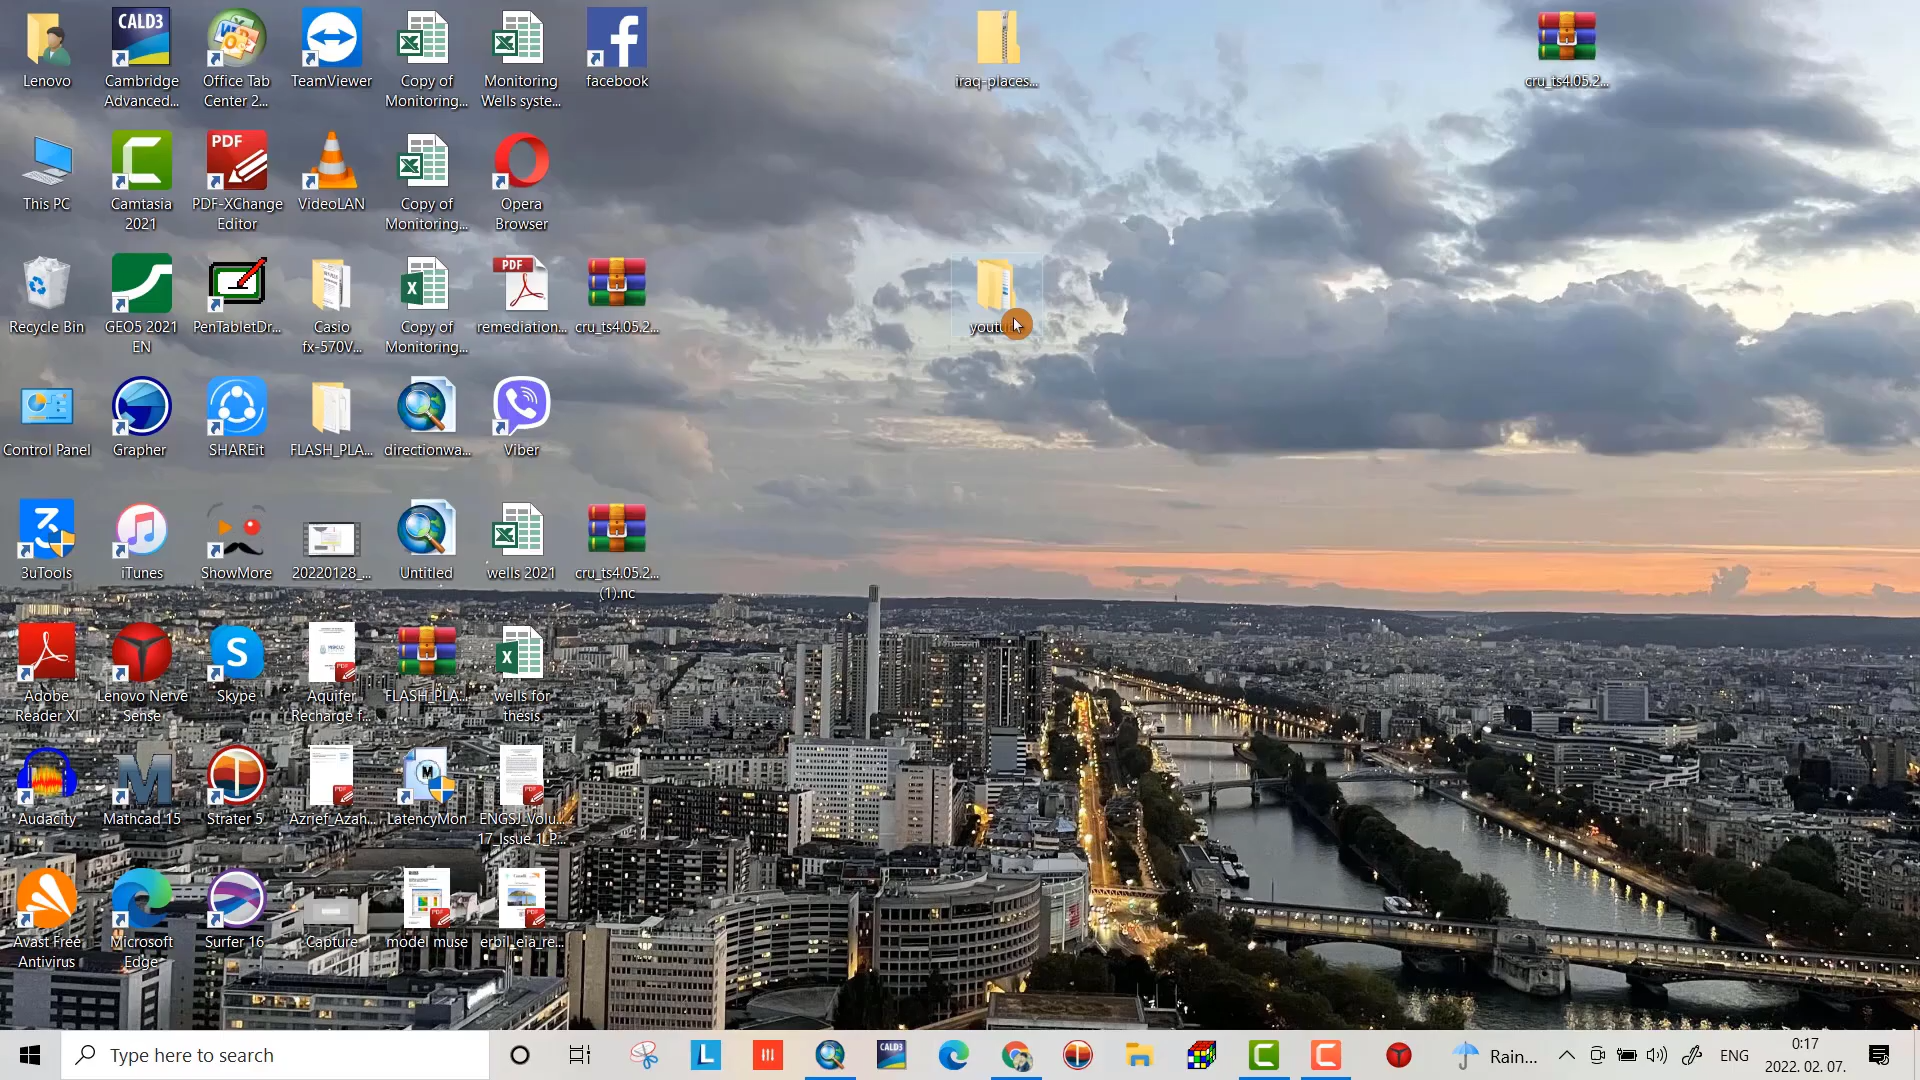 Lenovo
CALD3
Cambridge
Advanced...
Office Tab
Center 2...
TeamViewer
Copy of
Monitoring...
Monitoring
Wells syste...
facebook
iraq-places...
cru_ts4.05.2...
This PC
Camtasia
2021
PDF
PDF-XChange
Editor
VideoLAN
Copy of
Monitoring...
Opera
Browser
Recycle Bin
GEO5 2021
EN
PenTabletDr...
Casio
fx-570V...
Copy of
Monitoring...
PDF
remediation...
cru_ts4.05.2...
Control Panel
Grapher
SHAREit
FLASH_PLA...
directionwa...
Viber
3uTools
iTunes
ShowMore
20220128_...
Untitled
wells 2021
cru_ts4.05.2...
(1).nc
Adobe
Reader XI
Lenovo Nerve
Sense
Skype
Aquifer
Recharge f...
FLASH_PLA...
wells for
thesis
Audacity
Mathcad 15
Strater 5
Azrief_Azah...
LatencyMon
ENGSJ_Volu...
17_Issue_1_P...
Avast Free
Antivirus
Microsoft
Edge
Surfer 16
Capture
model muse
erbil_eia_re...
Type here to search
CALD3
Rain...
ENG
0:17
2022. 02. 07.